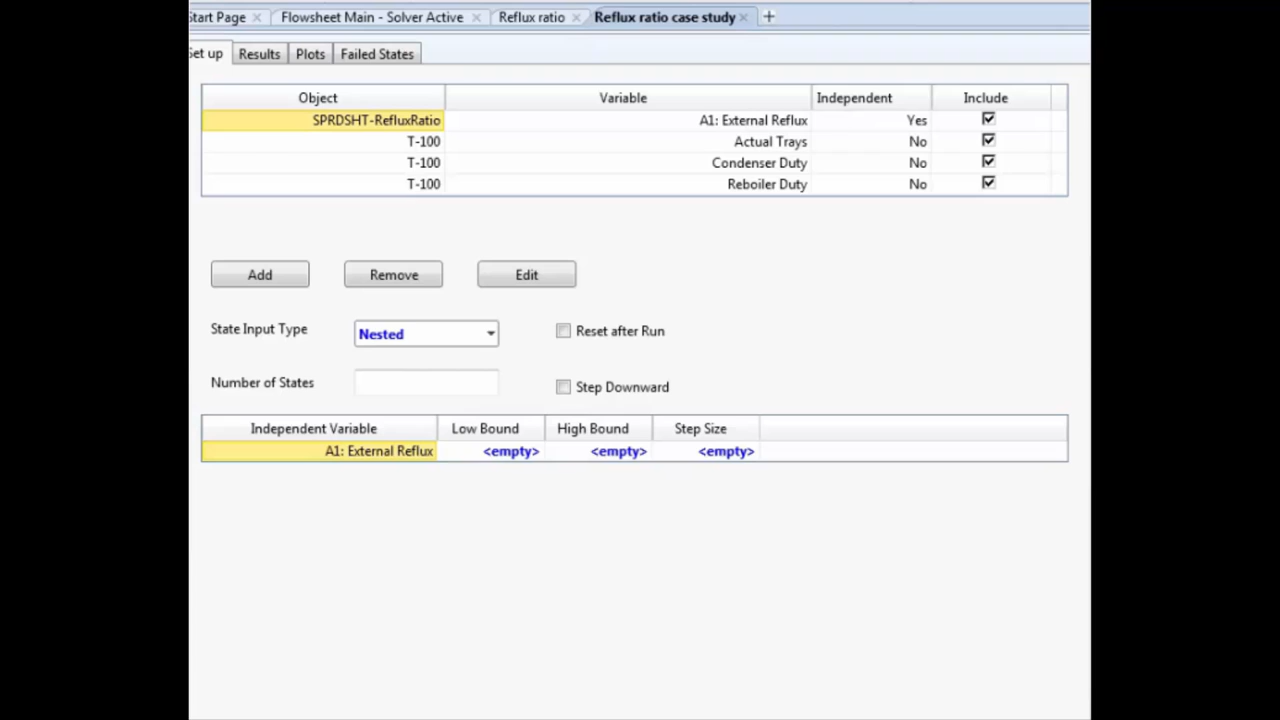 Start Page Flowsheet Main - Solver Active Reflux ratio Reflux ratio case study +
Set up Results Plots Failed States
Object Variable Independent Include
SPRDSHT-RefluxRatio A1: External Reflux Yes
T-100 Actual Trays No
T-100 Condenser Duty No
T-100 Reboiler Duty No
Add Remove Edit
State Input Type Nested Reset after Run
Number of States Step Downward
Independent Variable Low Bound High Bound Step Size
A1: External Reflux <empty> <empty> <empty>